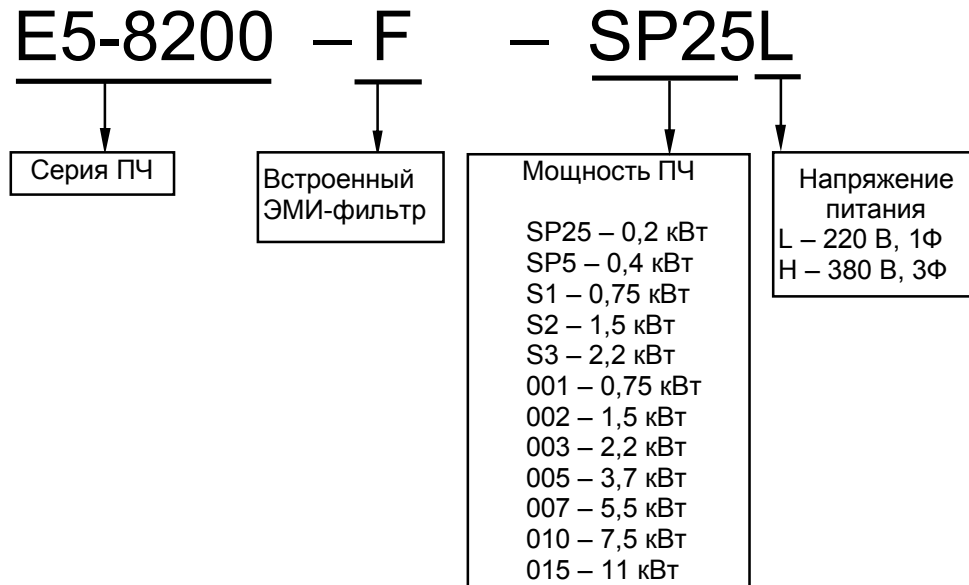 E5-8200 – F – SP25L
Серия ПЧ
Встроенный
ЭМИ-фильтр
Мощность ПЧ
SP25 – 0,2 кВт
SP5 – 0,4 кВт
S1 – 0,75 кВт
S2 – 1,5 кВт
S3 – 2,2 кВт
001 – 0,75 кВт
002 – 1,5 кВт
003 – 2,2 кВт
005 – 3,7 кВт
007 – 5,5 кВт
010 – 7,5 кВт
015 – 11 кВт
Напряжение
питания
L – 220 В, 1Ф
H – 380 В, 3Ф